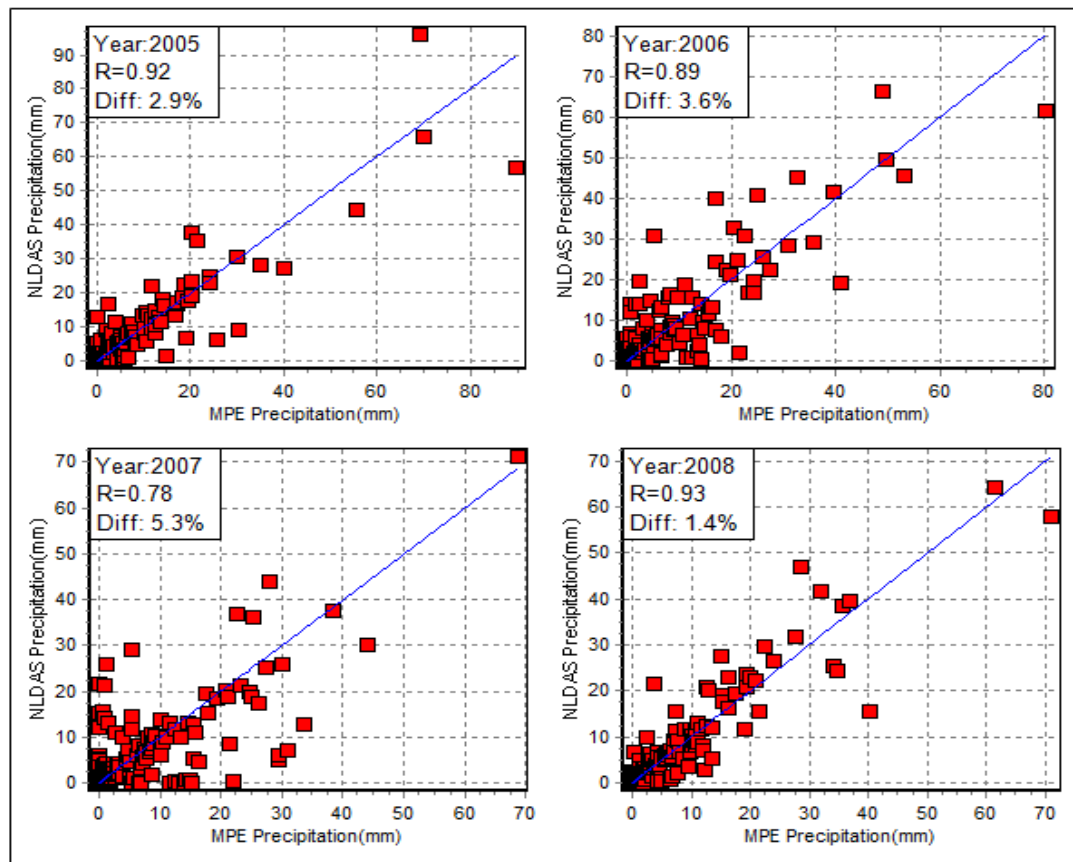 Year:2005
R=0.92
Diff: 2.9%
NLDAS Precipitation(mm)
90
80
70
60
50
40
30
20
10
0
0 20 40 60 80
MPE Precipitation(mm)
Year:2006
R=0.89
Diff: 3.6%
NLDAS Precipitation(mm)
80
70
60
50
40
30
20
10
0
0 20 40 60 80
MPE Precipitation(mm)
Year:2007
R=0.78
Diff: 5.3%
NLDAS Precipitation(mm)
70
60
50
40
30
20
10
0
0 10 20 30 40 50 60 70
MPE Precipitation(mm)
Year:2008
R=0.93
Diff: 1.4%
NLDAS Precipitation(mm)
70
60
50
40
30
20
10
0
0 10 20 30 40 50 60 70
MPE Precipitation(mm)